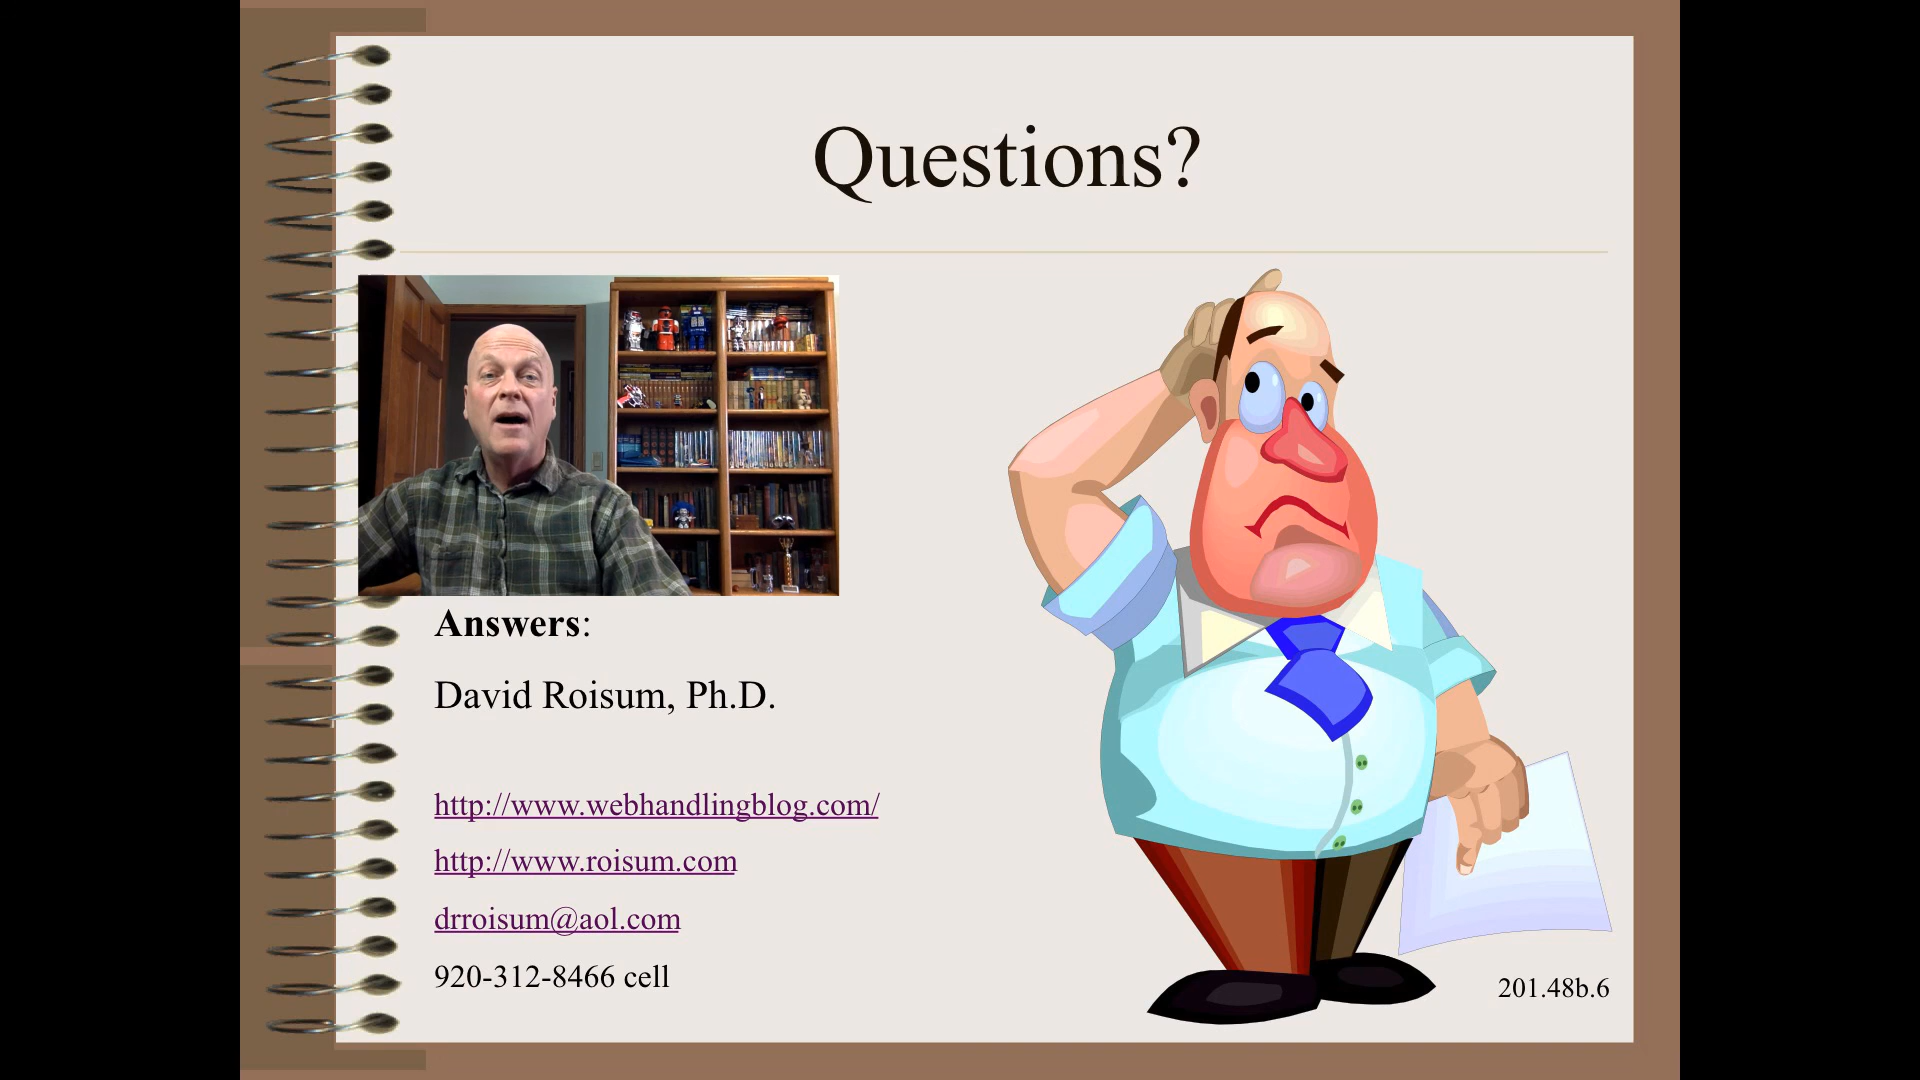 Questions?
Answers:
David Roisum, Ph.D.
http://www.webhandlingblog.com/
http://www.roisum.com
drroisum@aol.com
920-312-8466 cell
201.48b.6